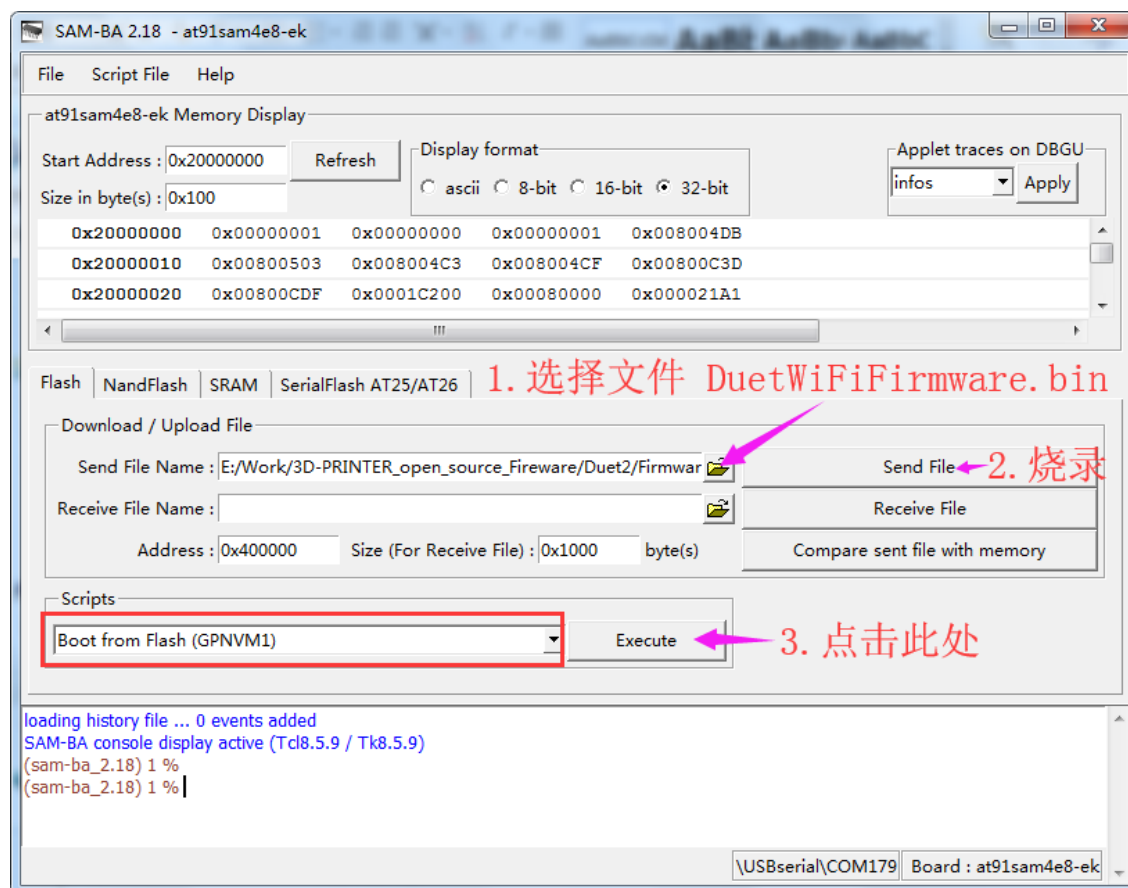 SAM-BA 2.18 - at91sam4e8-ek
File Script File Help
at91sam4e8-ek Memory Display
Start Address : 0x20000000 Refresh
Size in byte(s) : 0x100
Display format
ascii 8-bit 16-bit 32-bit
Applet traces on DBGU
infos Apply
0x20000000 0x00000001 0x00000000 0x00000001 0x008004DB
0x20000010 0x00800503 0x008004C3 0x008004CF 0x00800C3D
0x20000020 0x00800CDF 0x0001C200 0x00080000 0x000021A1
Flash NandFlash SRAM SerialFlash AT25/AT26
1.选择文件 DuetWiFiFirmware.bin
Download / Upload File
Send File Name : E:/Work/3D-PRINTER_open_source_Fireware/Duet2/Firmwar Send File
2.烧录
Receive File Name : Receive File
Address : 0x400000 Size (For Receive File) : 0x1000 byte(s) Compare sent file with memory
Scripts
Boot from Flash (GPNVM1) Execute
3.点击此处
loading history file ... 0 events added
SAM-BA console display active (Tcl8.5.9 / Tk8.5.9)
(sam-ba_2.18) 1 %
(sam-ba_2.18) 1 %
\USBserial\COM179 Board : at91sam4e8-ek